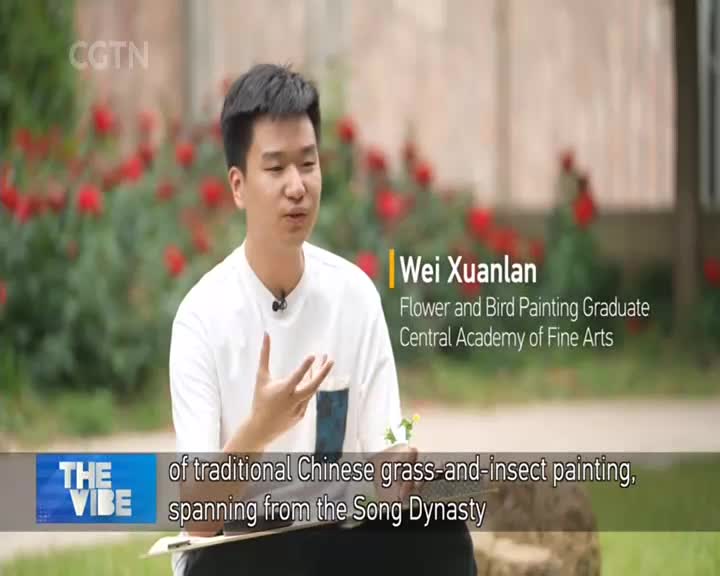 CGTN
Wei Xuanlan
Flower and Bird Painting Graduate
Central Academy of Fine Arts
THE
VIBE
of traditional Chinese grass-and-insect painting,
spanning from the Song Dynasty